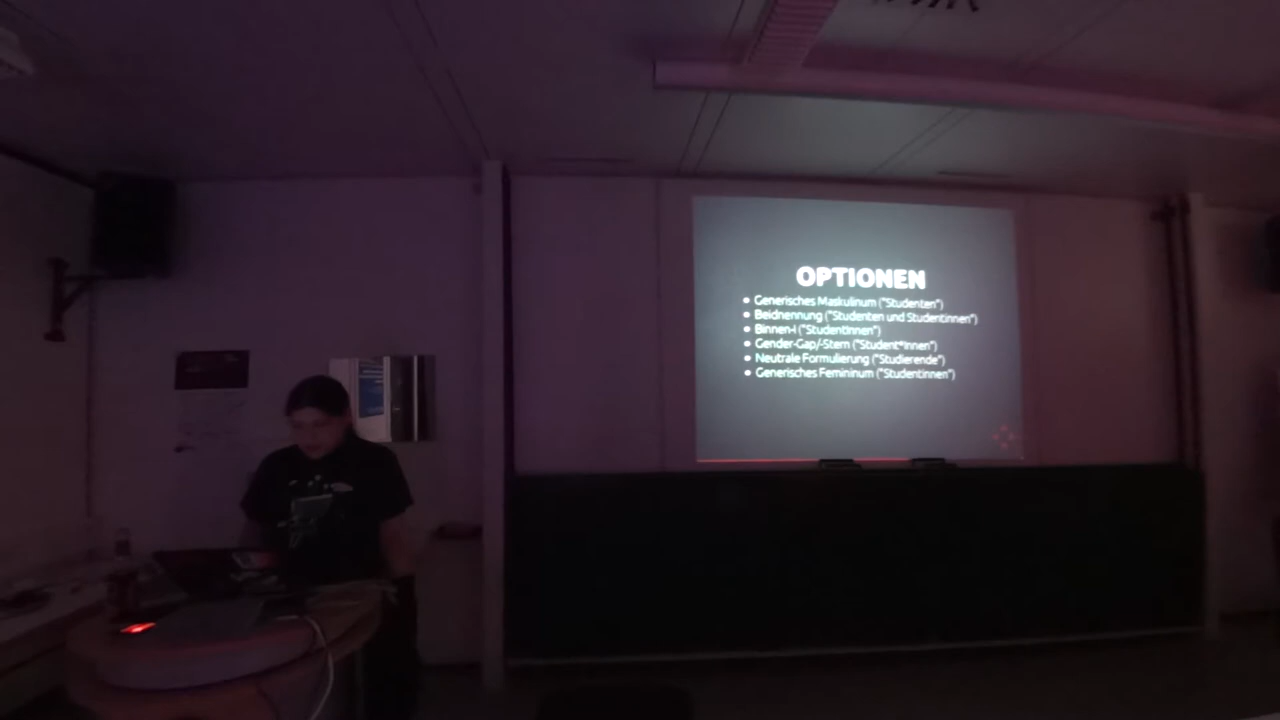 OPTIONEN
• Generisches Maskulinum ("Studenten")
• Beidnennung ("Studenten und Studentinnen")
• Binnen-I ("StudentInnen")
• Gender-Gap/-Stern ("Student*innen")
• Neutrale Formulierung ("Studierende")
• Generisches Femininum ("Studentinnen")